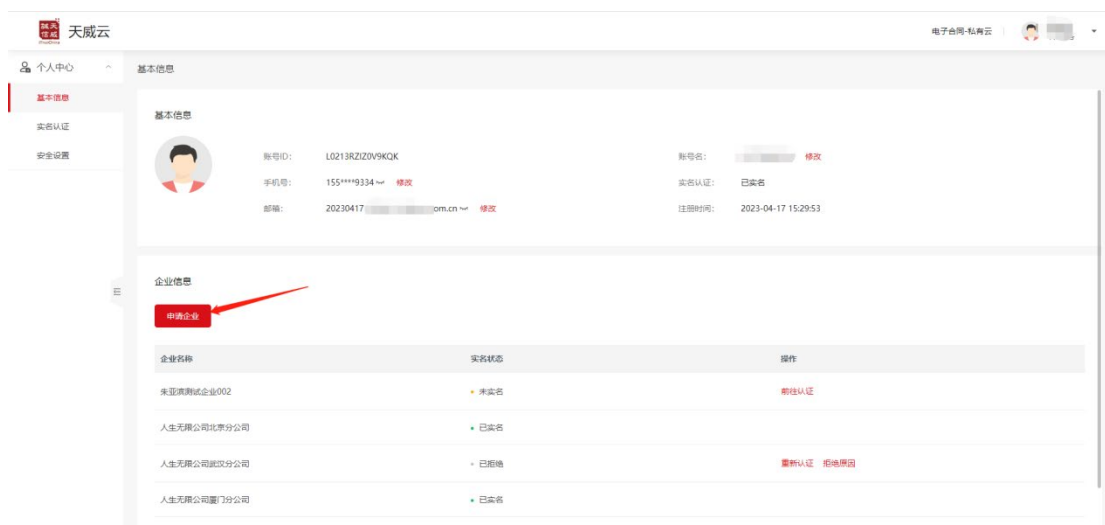 天威云
电子合同-私有云
个人中心
基本信息
实名认证
安全设置
基本信息
基本信息
账号ID: L0213RZIZ0V9KQK
账号名: 修改
手机号: 155****9334 修改
实名认证: 已实名
邮箱: 20230417 om.cn 修改
注册时间: 2023-04-17 15:29:53
企业信息
申请企业
企业名称 实名状态 操作
朱亚滨测试企业002 未实名 前往认证
人生无限公司北京分公司 已实名
人生无限公司武汉分公司 已拒绝 重新认证 拒绝原因
人生无限公司厦门分公司 已实名